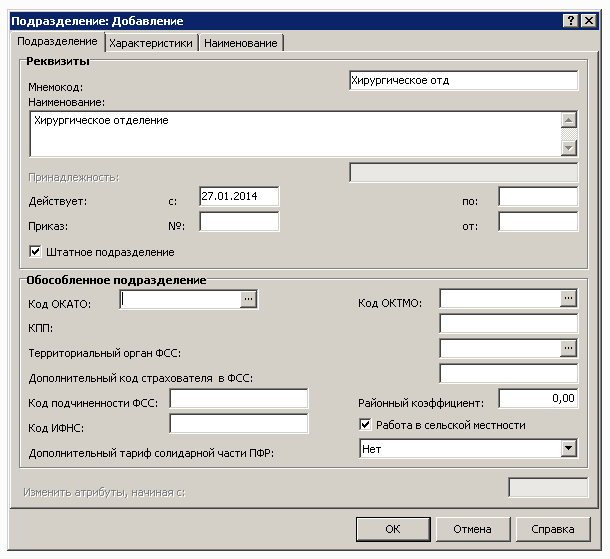 Подразделение: Добавление
Подразделение Характеристики Наименование
Реквизиты
Мнемокод: Хирургическое отд
Наименование:
Хирургическое отделение
Принадлежность:
Действует: с: 27.01.2014 по:
Приказ: №: от:
Штатное подразделение
Обособленное подразделение
Код ОКАТО: ... Код ОКТМО: ...
КПП:
Территориальный орган ФСС: ...
Дополнительный код страхователя в ФСС:
Код подчиненности ФСС: Районный коэффициент: 0,00
Код ИФНС: Работа в сельской местности
Дополнительный тариф солидарной части ПФР: Нет
Изменить атрибуты, начиная с:
ОК Отмена Справка